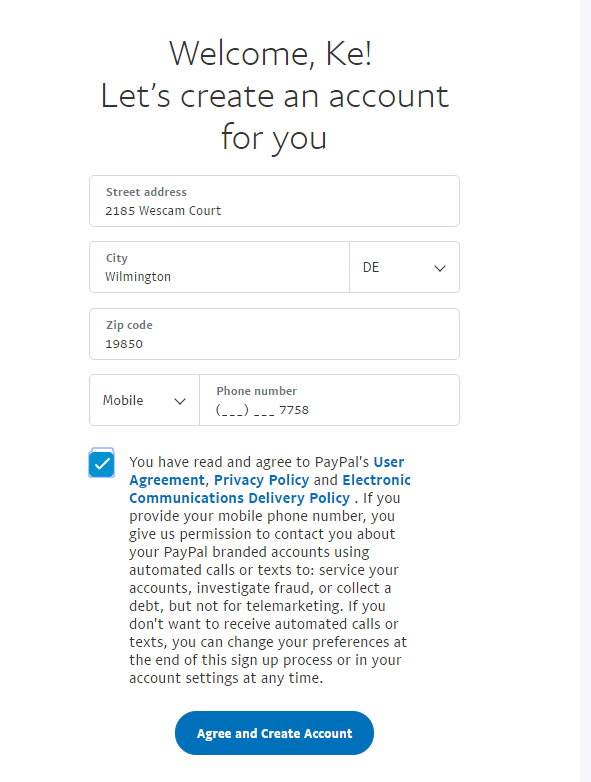 Welcome, Ke!
Let’s create an account
for you
Street address
2185 Wescam Court
City
Wilmington
DE
Zip code
19850
Mobile
Phone number
(___) ___ 7758
You have read and agree to PayPal's User
Agreement, Privacy Policy and Electronic
Communications Delivery Policy . If you
provide your mobile phone number, you
give us permission to contact you about
your PayPal branded accounts using
automated calls or texts to: service your
accounts, investigate fraud, or collect a
debt, but not for telemarketing. If you
don't want to receive automated calls or
texts, you can change your preferences at
the end of this sign up process or in your
account settings at any time.
Agree and Create Account